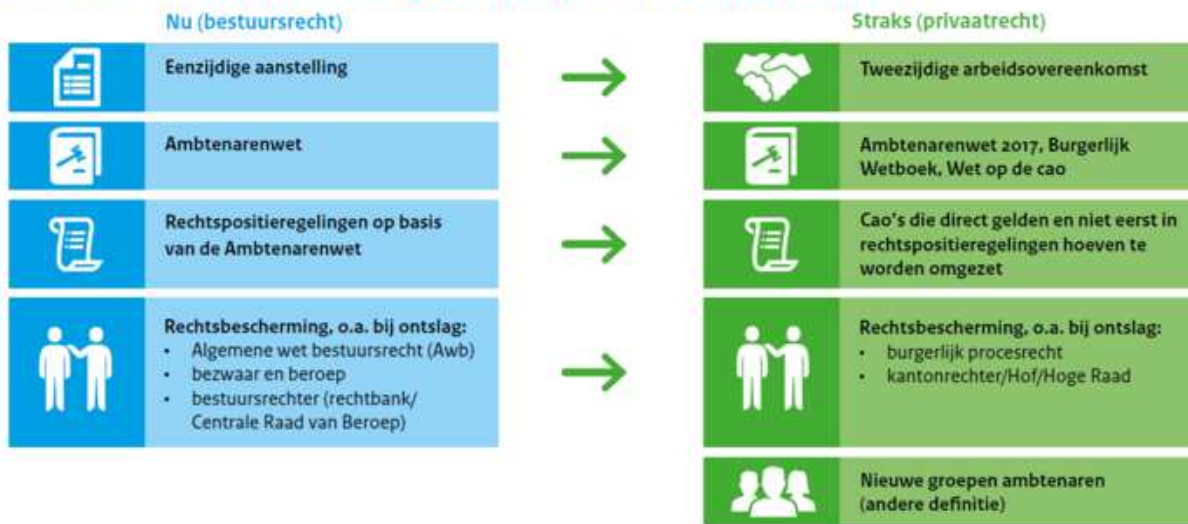 Nu (bestuursrecht)
Straks (privaatrecht)
Eenzijdige aanstelling
Tweezijdige arbeidsovereenkomst
Ambtenarenwet
Ambtenarenwet 2017, Burgerlijk
Wetboek, Wet op de cao
Rechtspositieregelingen op basis
van de Ambtenarenwet
Cao's die direct gelden en niet eerst in
rechtspositieregelingen hoeven te
worden omgezet
Rechtsbescherming, o.a. bij ontslag:
• Algemene wet bestuursrecht (Awb)
• bezwaar en beroep
• bestuursrechter (rechtbank/
Centrale Raad van Beroep)
Rechtsbescherming, o.a. bij ontslag:
• burgerlijk procesrecht
• kantonrechter/Hof/Hoge Raad
Nieuwe groepen ambtenaren
(andere definitie)